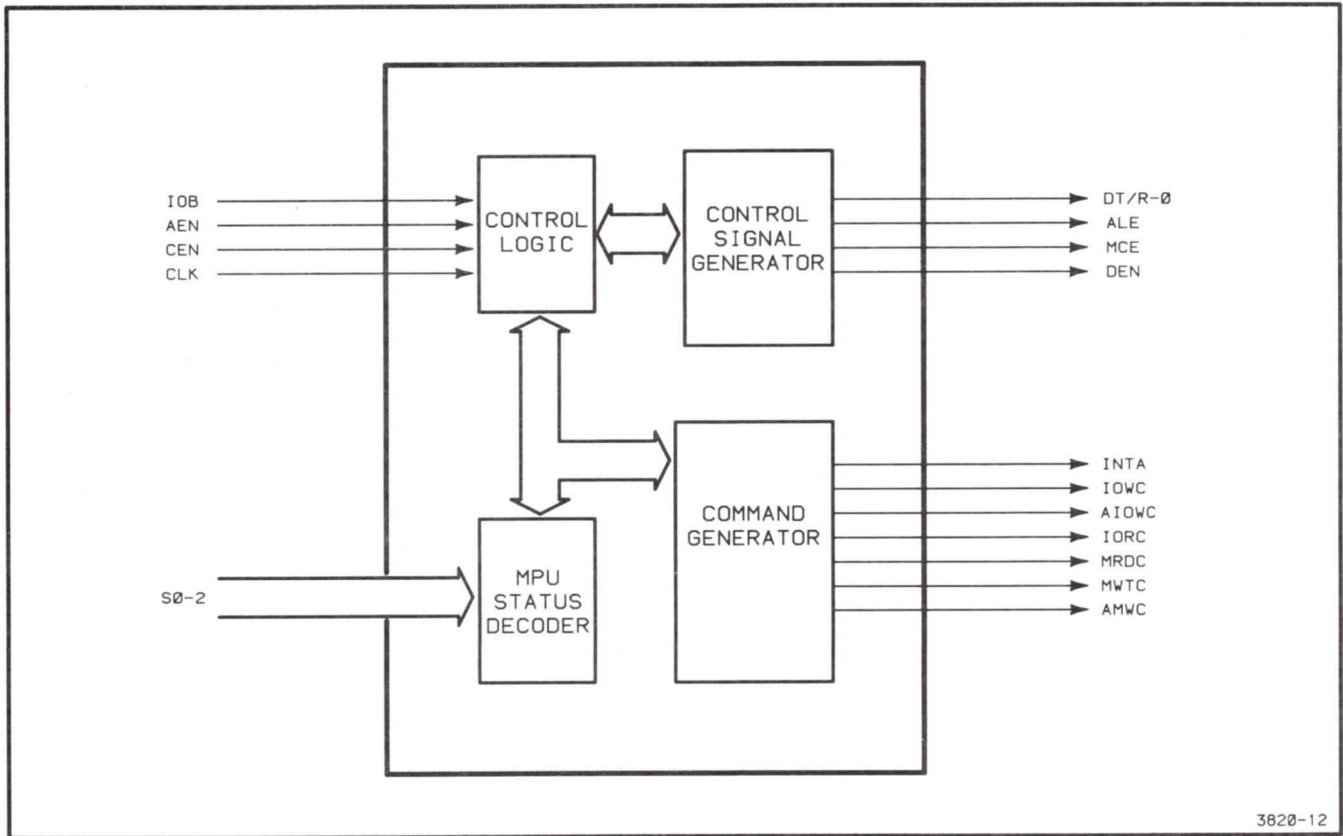 IOB
AEN
CEN
CLK
CONTROL
LOGIC
CONTROL
SIGNAL
GENERATOR
DT/R-Ø
ALE
MCE
DEN
SØ-2
MPU
STATUS
DECODER
COMMAND
GENERATOR
INTA
IOWC
AIOWC
IORC
MRDC
MWTC
AMWC
3820-12